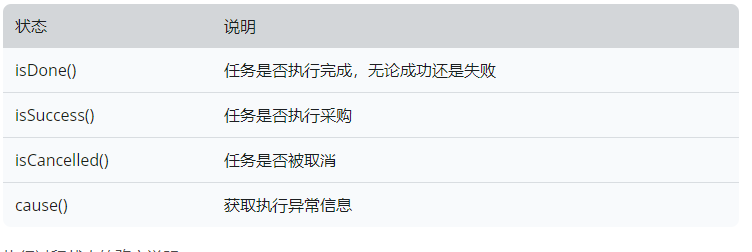 状态 说明
isDone() 任务是否执行完成，无论成功还是失败
isSuccess() 任务是否执行采购
isCancelled() 任务是否被取消
cause() 获取执行异常信息